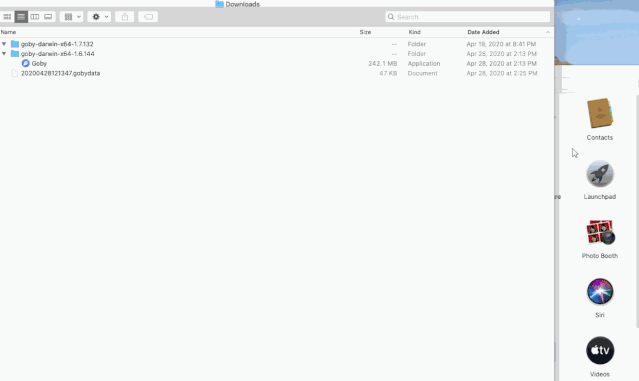 Downloads
Search
Name Size Kind Date Added
goby-darwin-x64-1.7.132 -- Folder Apr 19, 2020 at 8:41 PM
goby-darwin-x64-1.6.144 -- Folder Apr 28, 2020 at 2:13 PM
Goby 242.1 MB Application Apr 28, 2020 at 2:13 PM
20200428121347.gobydata 47 KB Document Apr 28, 2020 at 2:25 PM
Contacts
re
Launchpad
Photo Booth
Siri
tv
Videos